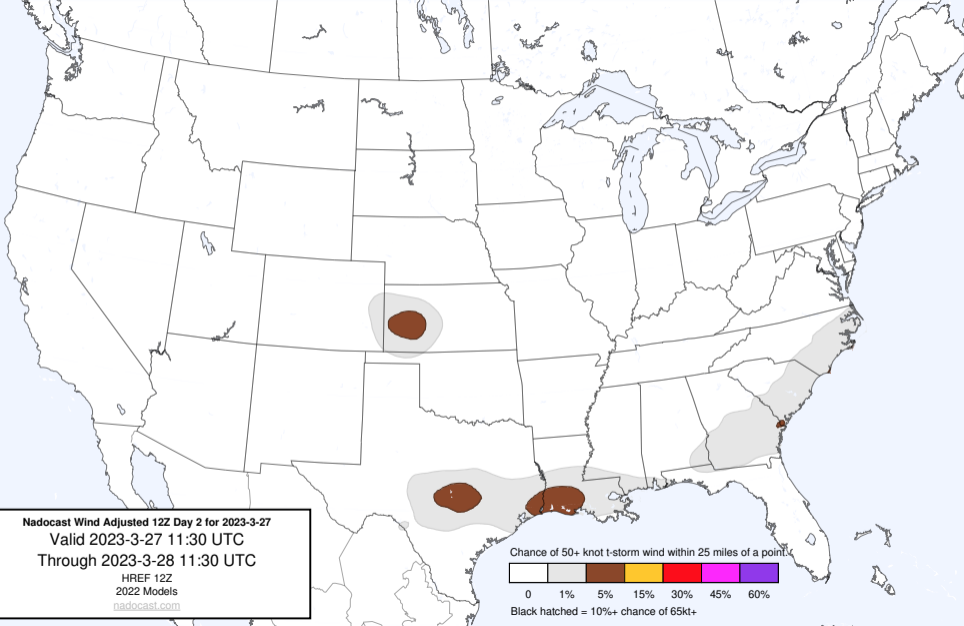 Nadocast Wind Adjusted 12Z Day 2 for 2023-3-27
Valid 2023-3-27 11:30 UTC
Through 2023-3-28 11:30 UTC
HREF 12Z
2022 Models
nadocast.com
Chance of 50+ knot t-storm wind within 25 miles of a point.
0 1% 5% 15% 30% 45% 60%
Black hatched = 10%+ chance of 65kt+